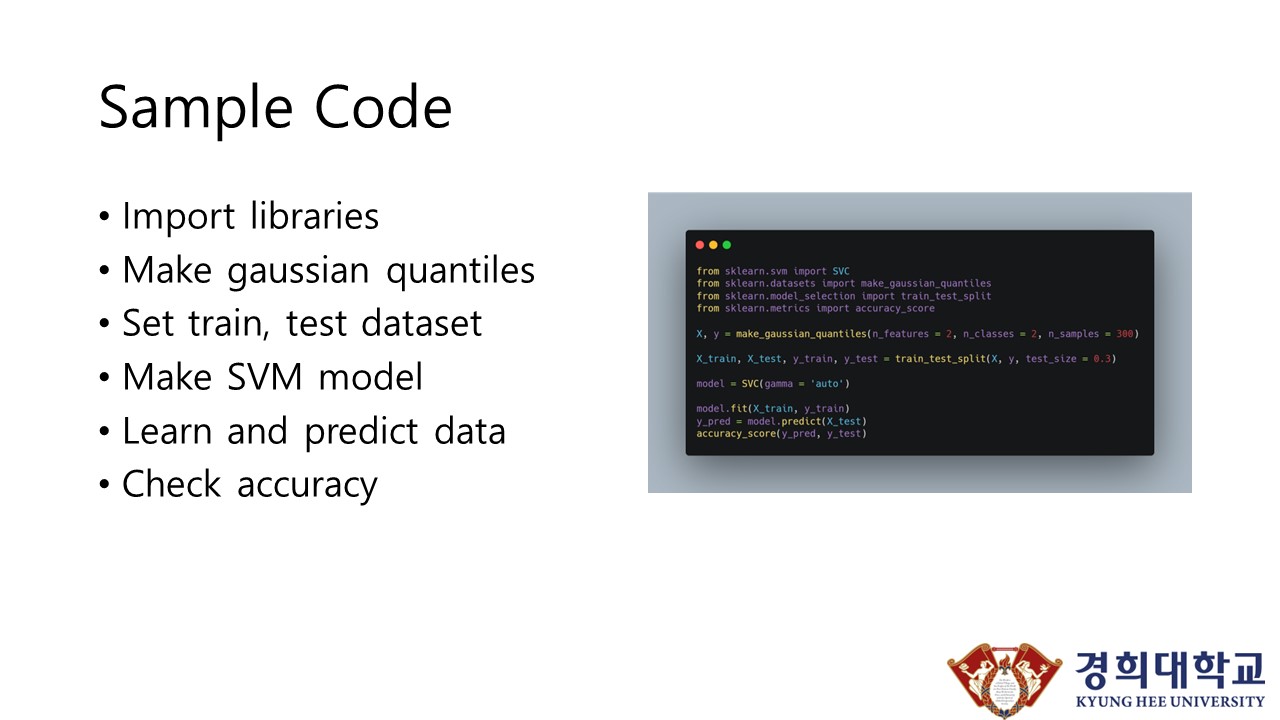 Sample Code
• Import libraries
• Make gaussian quantiles
• Set train, test dataset
• Make SVM model
• Learn and predict data
• Check accuracy
from sklearn.svm import SVC
from sklearn.datasets import make_gaussian_quantiles
from sklearn.model_selection import train_test_split
from sklearn.metrics import accuracy_score
X, y = make_gaussian_quantiles(n_features = 2, n_classes = 2, n_samples = 300)
X_train, X_test, y_train, y_test = train_test_split(X, y, test_size = 0.3)
model = SVC(gamma = 'auto')
model.fit(X_train, y_train)
y_pred = model.predict(X_test)
accuracy_score(y_pred, y_test)
경희대학교
KYUNG HEE UNIVERSITY